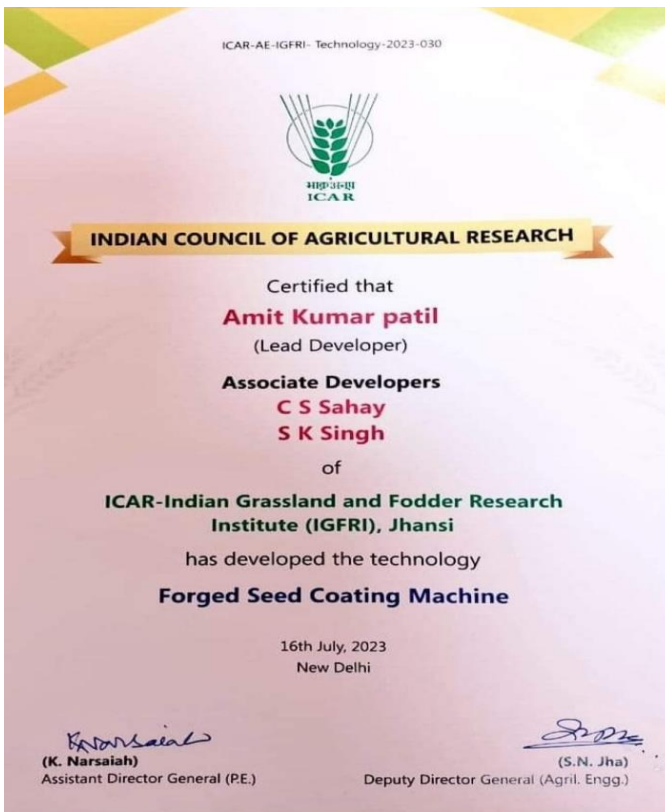 ICAR-AE-IGFRI- Technology-2023-030
भाकृअनुप
ICAR
INDIAN COUNCIL OF AGRICULTURAL RESEARCH
Certified that
Amit Kumar patil
(Lead Developer)
Associate Developers
C S Sahay
S K Singh
of
ICAR-Indian Grassland and Fodder Research
Institute (IGFRI), Jhansi
has developed the technology
Forged Seed Coating Machine
16th July, 2023
New Delhi
(K. Narsaiah)
Assistant Director General (P.E.)
(S.N. Jha)
Deputy Director General (Agril. Engg.)